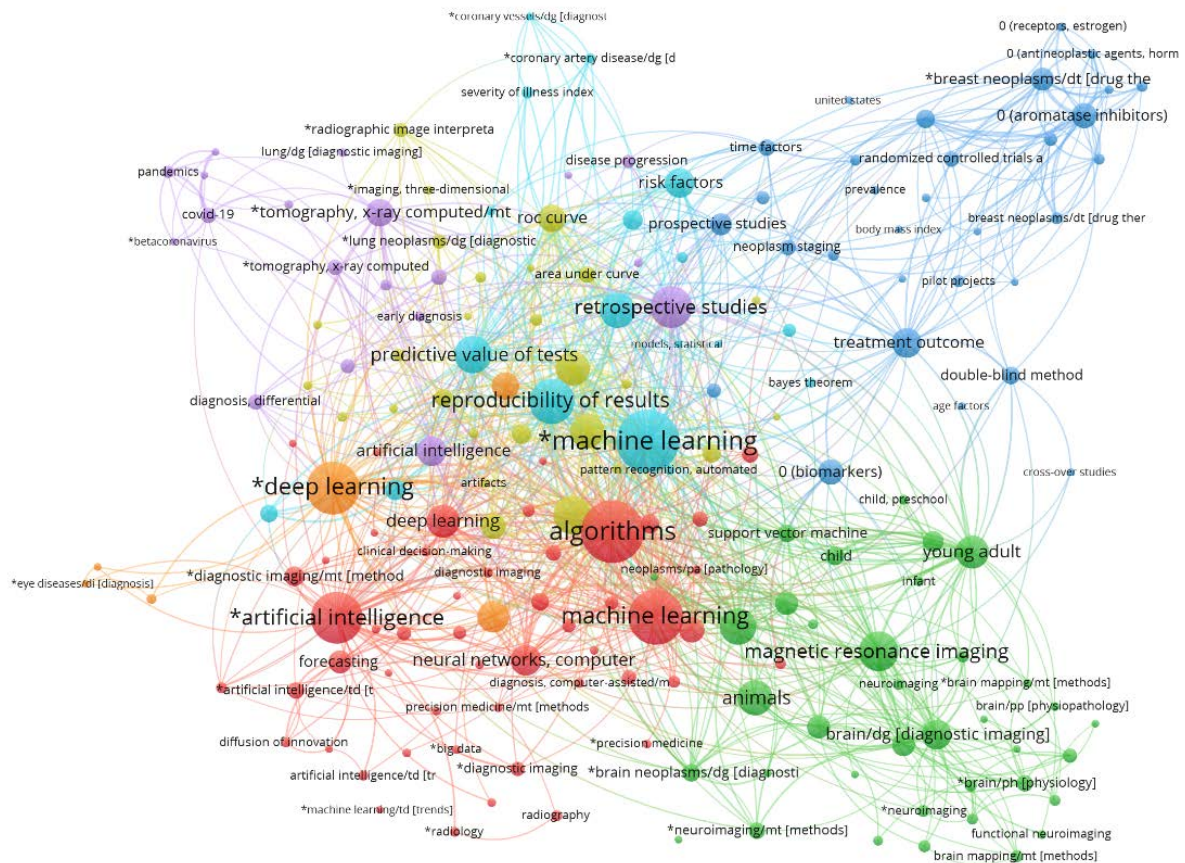 *coronary vessels/dg [diagnost
0 (receptors, estrogen)
*coronary artery disease/dg [d
0 (antineoplastic agents, horm
*breast neoplasms/dt [drug the
severity of illness index
united states
0 (aromatase inhibitors)
*radiographic image interpreta
lung/dg [diagnostic imaging]
time factors
disease progression
randomized controlled trials a
pandemics
*imaging, three-dimensional
risk factors
prevalence
covid-19
*tomography, x-ray computed/mt
roc curve
prospective studies
breast neoplasms/dt [drug ther
body mass index
*betacoronavirus
*lung neoplasms/dg [diagnostic
neoplasm staging
*tomography, x-ray computed
area under curve
pilot projects
retrospective studies
early diagnosis
models, statistical
treatment outcome
predictive value of tests
double-blind method
bayes theorem
diagnosis, differential
reproducibility of results
age factors
*machine learning
artificial intelligence
pattern recognition, automated
0 (biomarkers)
cross-over studies
*deep learning
artifacts
child, preschool
deep learning
algorithms
support vector machine
clinical decision-making
young adult
child
*eye diseases/di [diagnosis]
*diagnostic imaging/mt [method
diagnostic imaging
neoplasms/pa [pathology]
infant
*artificial intelligence
machine learning
magnetic resonance imaging
forecasting
neural networks, computer
diagnosis, computer-assisted/m
neuroimaging
*brain mapping/mt [methods]
*artificial intelligence/td [t
animals
precision medicine/mt [methods
brain/pp [physiopathology]
brain/dg [diagnostic imaging]
diffusion of innovation
*big data
*precision medicine
artificial intelligence/td [tr
*diagnostic imaging
*brain neoplasms/dg [diagnosti
*brain/ph [physiology]
*machine learning/td [trends]
radiography
*neuroimaging
*radiology
*neuroimaging/mt [methods]
functional neuroimaging
brain mapping/mt [methods]